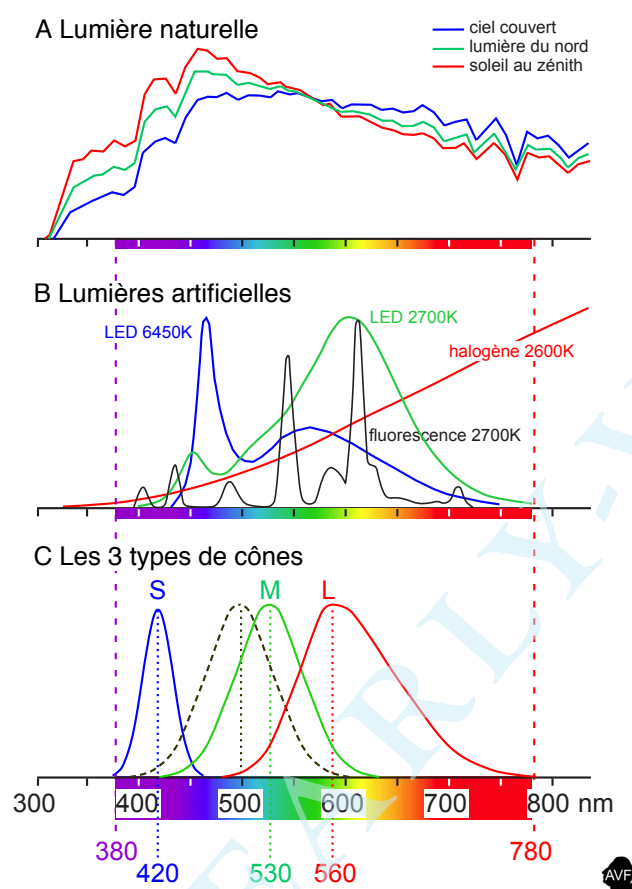 A Lumière naturelle
ciel couvert
lumière du nord
soleil au zénith
B Lumières artificielles
LED 6450K
LED 2700K
halogène 2600K
fluorescence 2700K
C Les 3 types de cônes
S
M
L
300 400 500 600 700 800 nm
380
420
530
560
780
EARLY-V
AVF